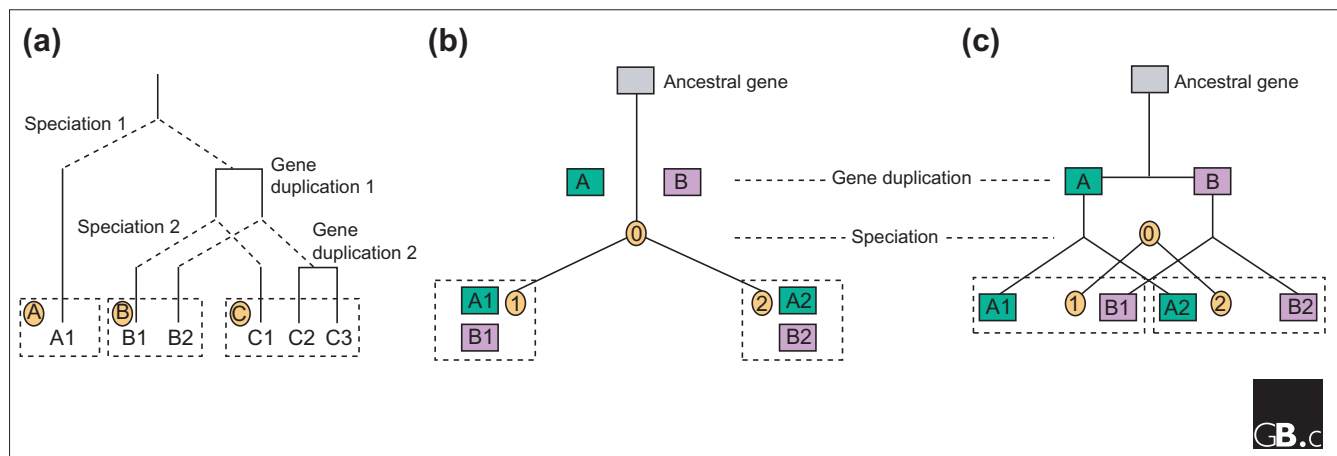 (a)
Speciation 1
Gene
duplication 1
Speciation 2
Gene
duplication 2
A
B
C
A1
B1
B2
C1
C2
C3
(b)
Ancestral gene
A
B
Gene duplication
0
Speciation
1
A1
B1
2
A2
B2
(c)
Ancestral gene
A
B
0
A1
1
B1
A2
2
B2
GB.c